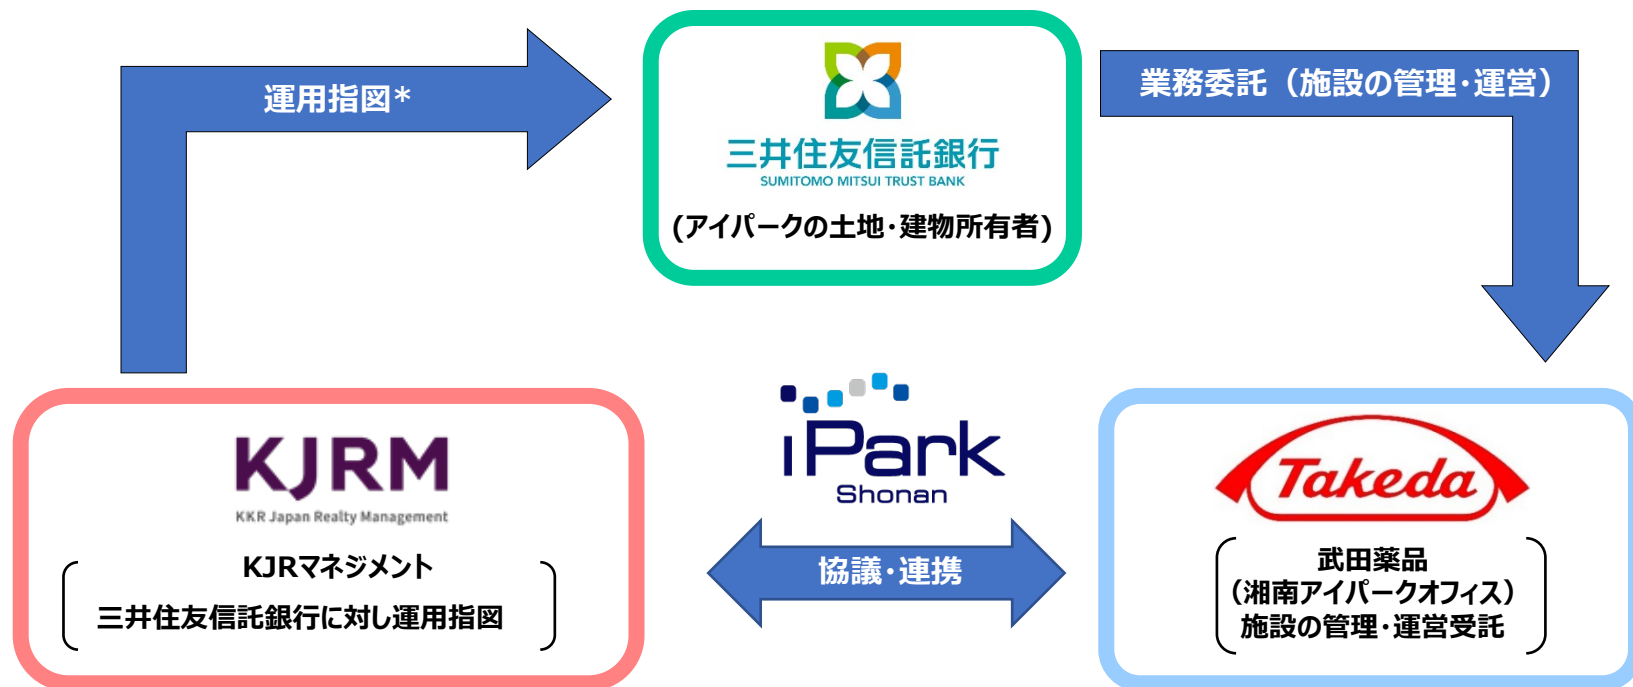 運用指図*
三井住友信託銀行
SUMITOMO MITSUI TRUST BANK
(アイパークの土地・建物所有者)
業務委託（施設の管理・運営）
KJRM
KKR Japan Realty Management
KJRマネジメント
三井住友信託銀行に対し運用指図
iPark
Shonan
協議・連携
Takeda
武田薬品
（湘南アイパークオフィス）
施設の管理・運営受託